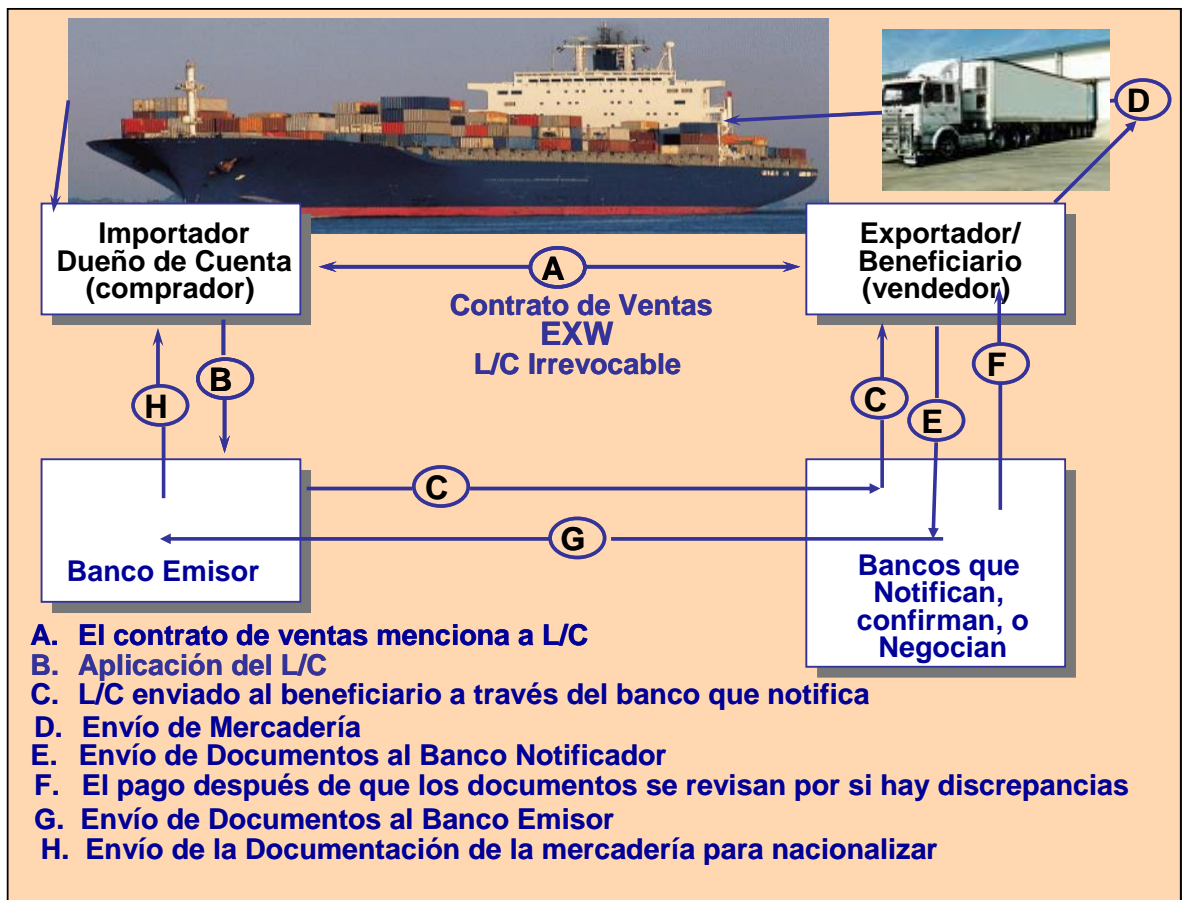 D
Importador
Dueño de Cuenta
(comprador)
Exportador/
Beneficiario
(vendedor)
A
Contrato de Ventas
EXW
L/C Irrevocable
B
H
C
E
F
C
G
Banco Emisor
Bancos que
Notifican,
confirman, o
Negocian
A. El contrato de ventas menciona a L/C
B. Aplicación del L/C
C. L/C enviado al beneficiario a través del banco que notifica
D. Envío de Mercadería
E. Envío de Documentos al Banco Notificador
F. El pago después de que los documentos se revisan por si hay discrepancias
G. Envío de Documentos al Banco Emisor
H. Envío de la Documentación de la mercadería para nacionalizar